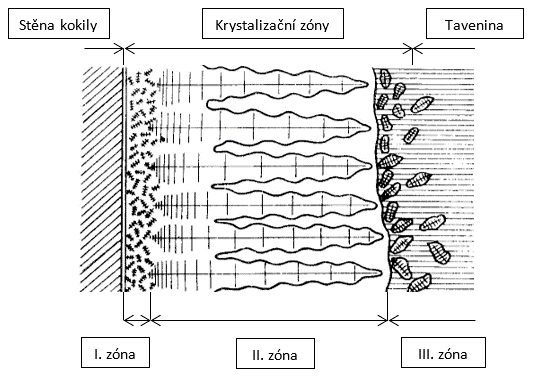 Stěna kokily
Krystalizační zóny
Tavenina
I. zóna
II. zóna
III. zóna